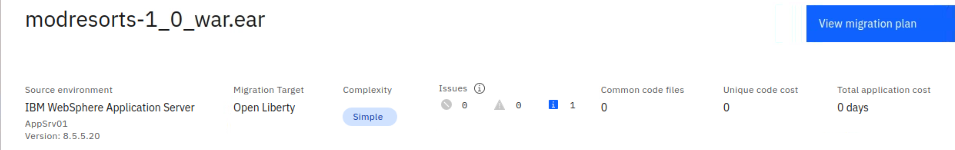 modresorts-1_0_war.ear
View migration plan
Source environment
IBM WebSphere Application Server
AppSrv01
Version: 8.5.5.20
Migration Target
Open Liberty
Complexity
Simple
Issues
0 0 1
Common code files
0
Unique code cost
0
Total application cost
0 days